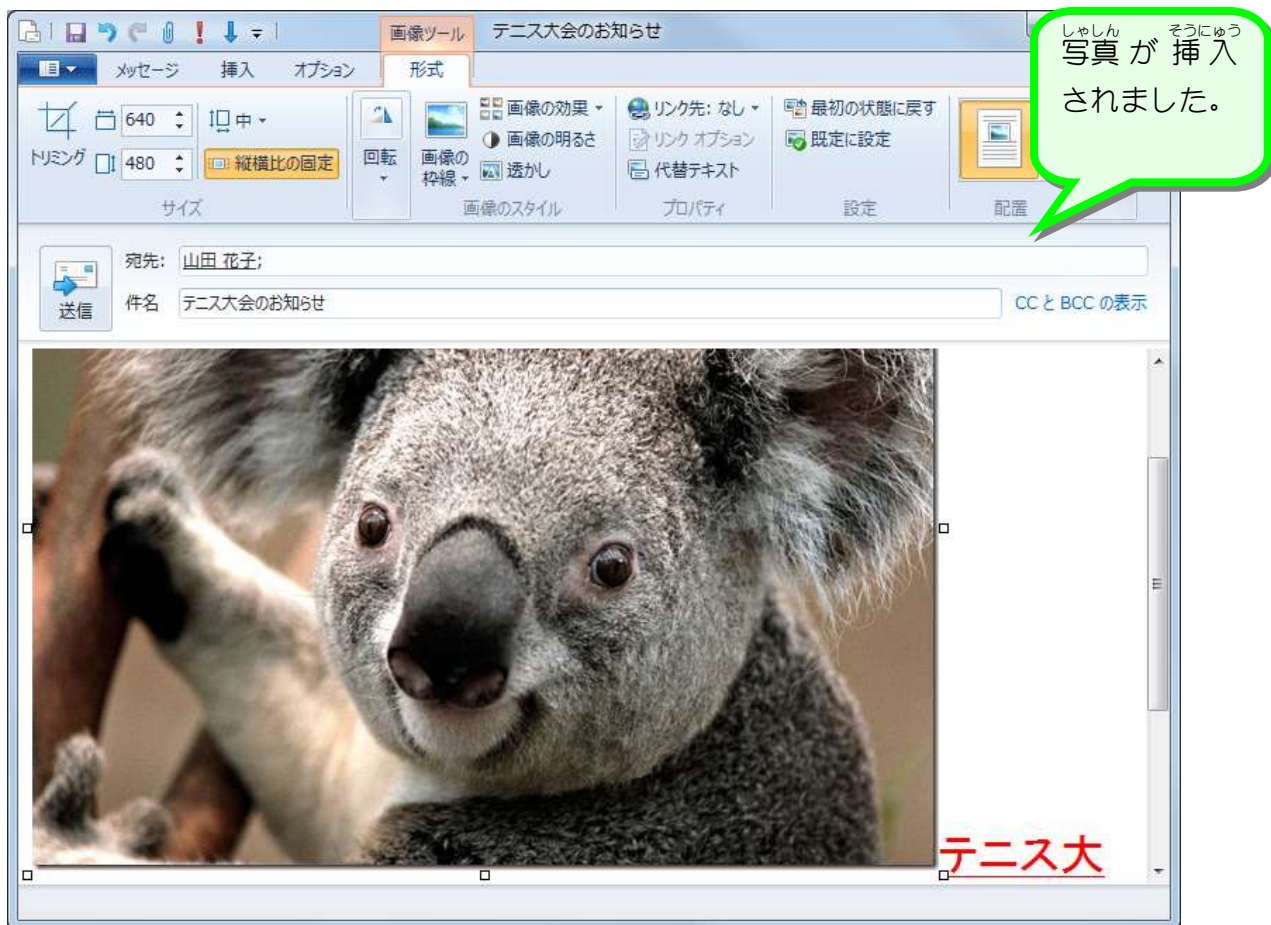 画像ツール テニス大会のお知らせ
メッセージ 挿入 オプション 形式
640 中 画像の効果 リンク先: なし 最初の状態に戻す
トリミング 480 縦横比の固定 回転 画像の枠線 画像の明るさ リンク オプション 既定に設定
透かし 代替テキスト
サイズ 画像のスタイル プロパティ 設定 配置
しゃしん そうにゅう
写真 が 挿入
されました。
宛先: 山田 花子;
送信 件名 テニス大会のお知らせ CC と BCC の表示
テニス大